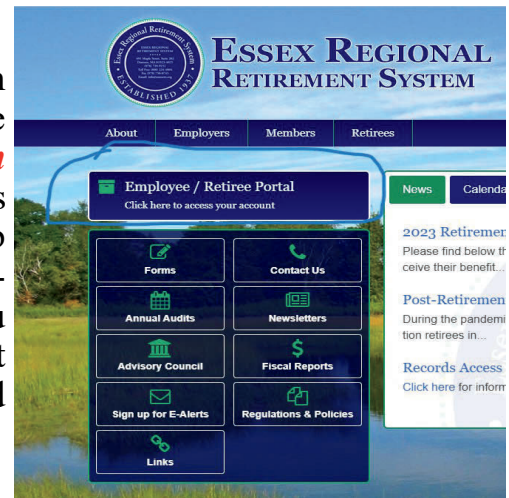 ESSEX REGIONAL
RETIREMENT SYSTEM
ESTABLISHED 1937
About Employers Members Retirees
Employee / Retiree Portal
Click here to access your account
Forms
Contact Us
Annual Audits
Newsletters
Advisory Council
Fiscal Reports
Sign up for E-Alerts
Regulations & Policies
Links
News Calenda
2023 Retiremen
Please find below th
ceive their benefit...
Post-Retiremen
During the pandemi
tion retirees in...
Records Access
Click here for inform